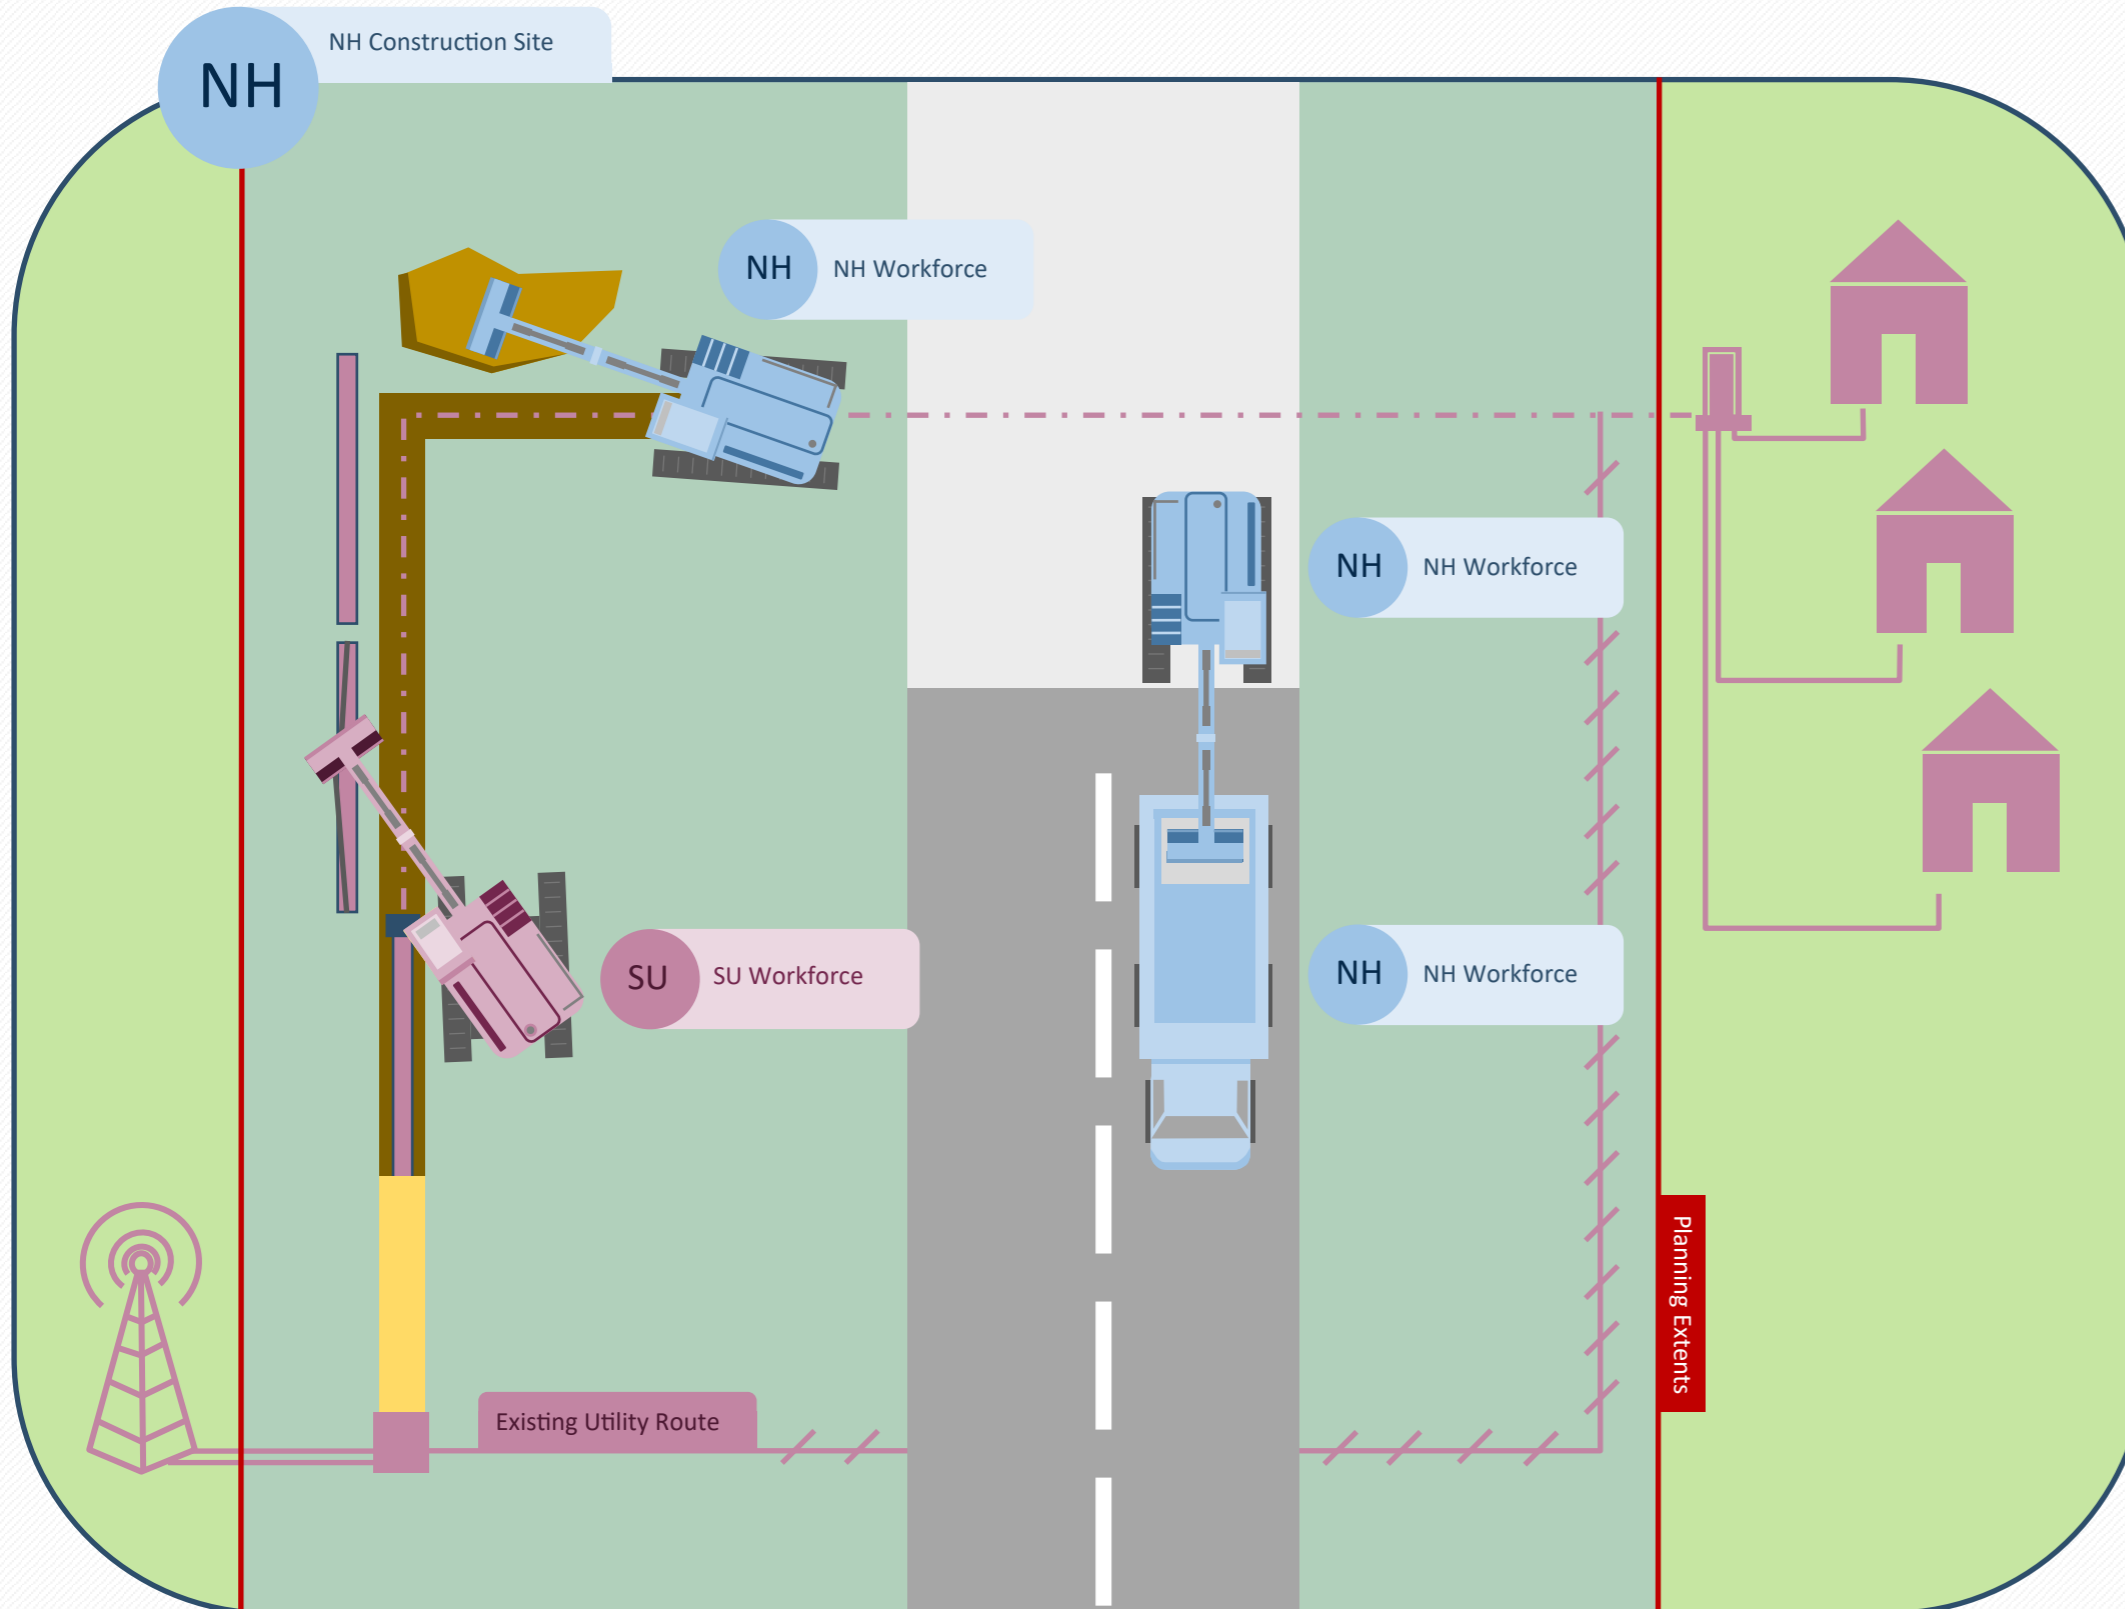 NH
NH Construction Site
NH
NH Workforce
NH
NH Workforce
SU
SU Workforce
NH
NH Workforce
Planning Extents
Existing Utility Route